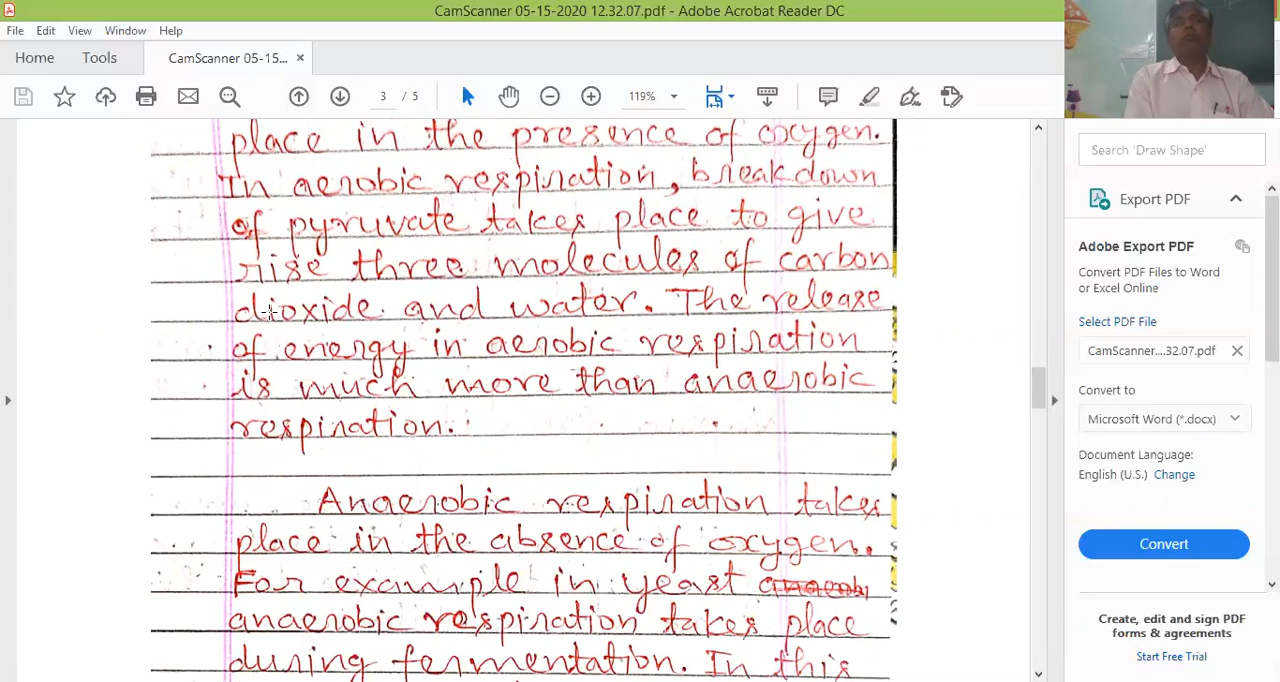 CamScanner 05-15-2020 12.32.07.pdf - Adobe Acrobat Reader DC
File Edit View Window Help
Home Tools CamScanner 05-15... ×
3 / 5 119%
place in the presence of oxygen.
In aerobic respiration, breakdown
of pyruvate takes place to give
rise three molecules of carbon
dioxide and water. The release
of energy in aerobic respiration
is much more than anaerobic
respiration.
Anaerobic respiration takes
place in the absence of oxygen.
For example in yeast
anaerobic respiration takes place
during fermentation. In this
Search 'Draw Shape'
Export PDF
Adobe Export PDF
Convert PDF Files to Word
or Excel Online
Select PDF File
CamScanner....32.07.pdf
Convert to
Microsoft Word (*.docx)
Document Language:
English (U.S.) Change
Convert
Create, edit and sign PDF
forms & agreements
Start Free Trial